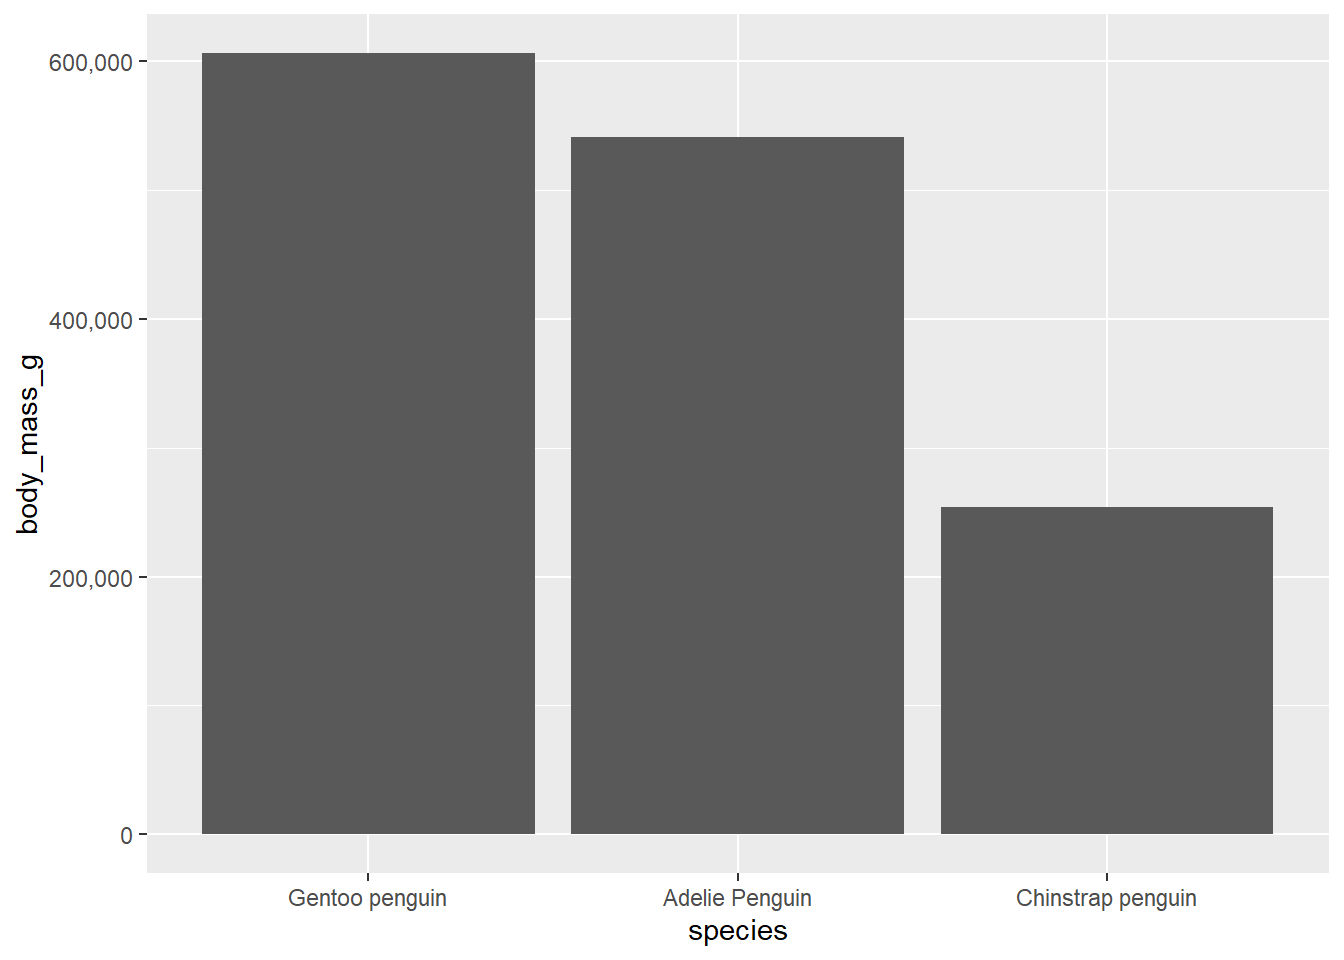 600,000
400,000
200,000
0
body_mass_g
Gentoo penguin
Adelie Penguin
Chinstrap penguin
species